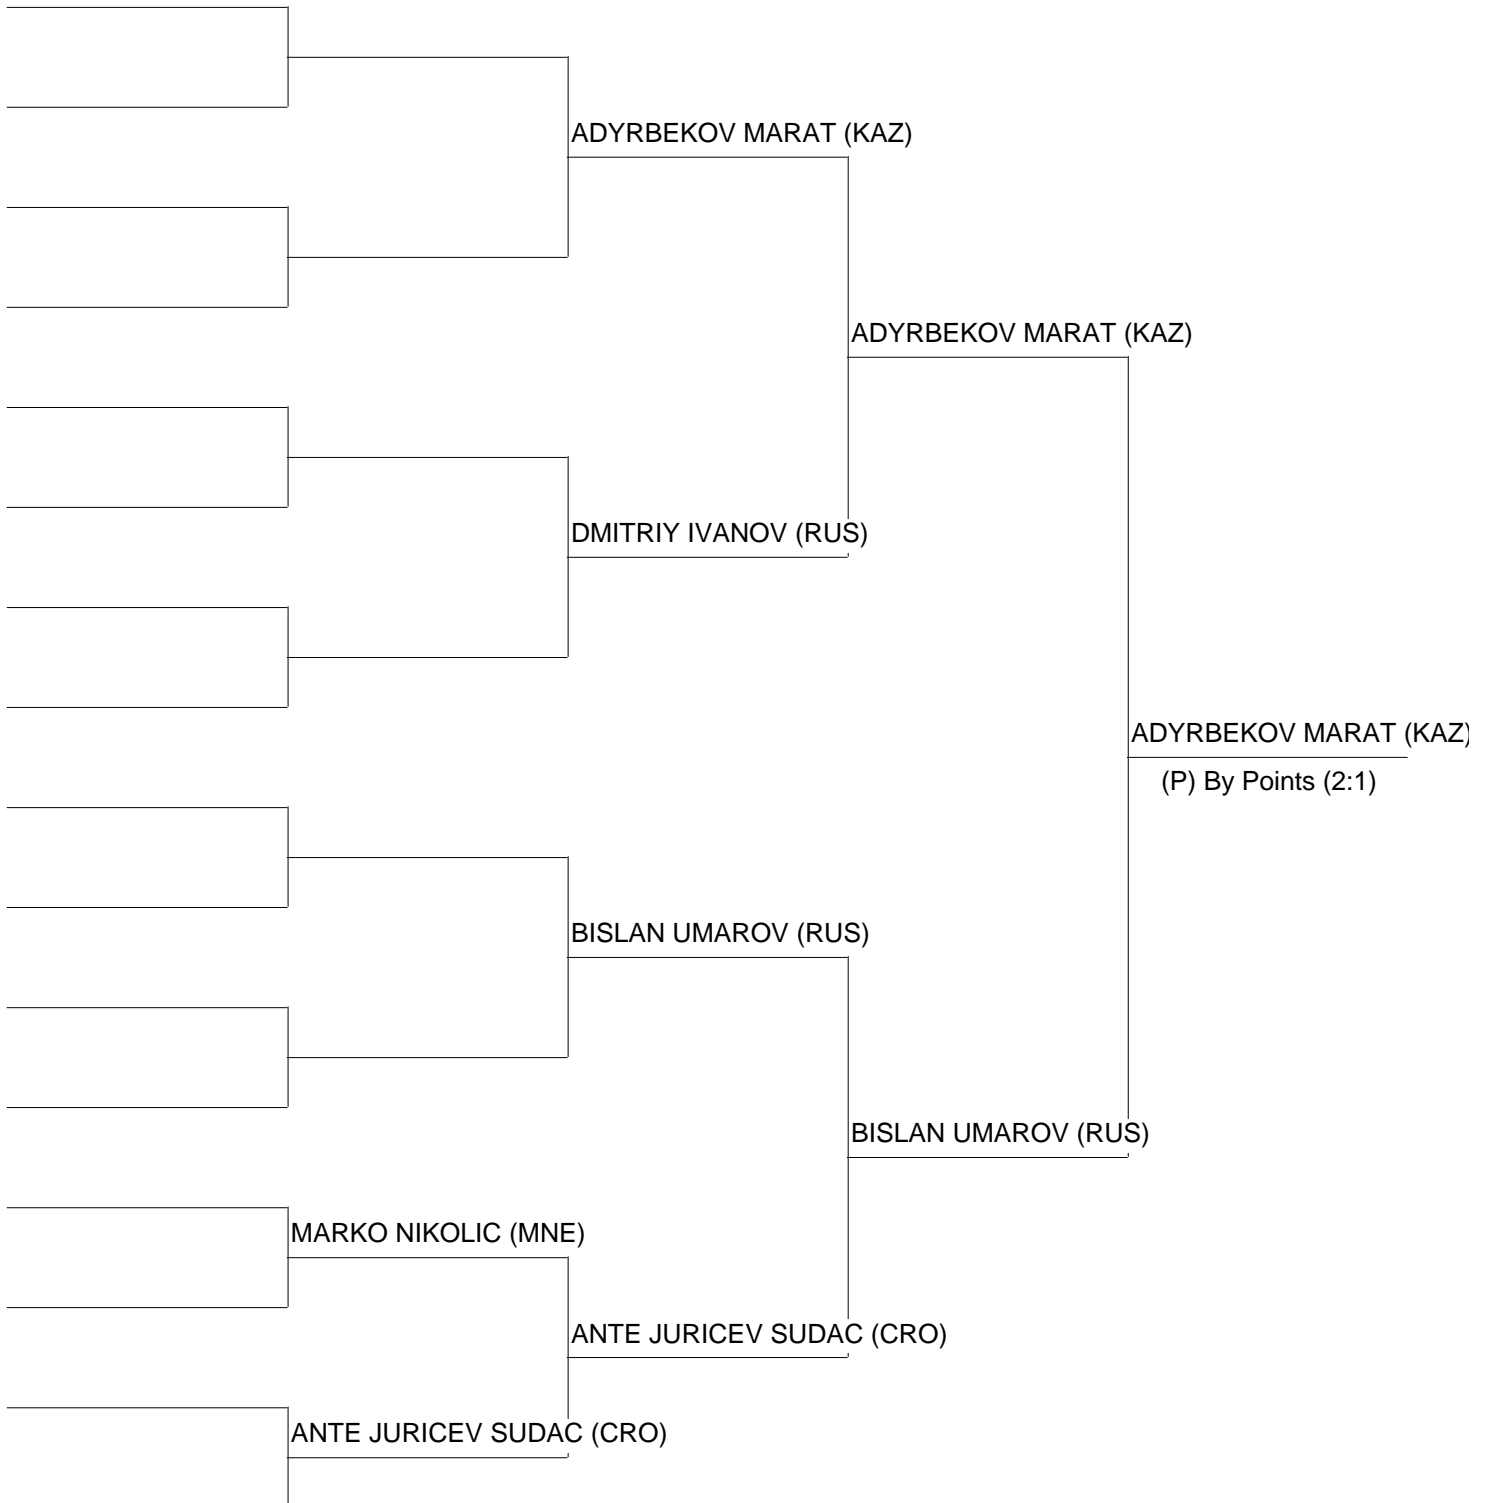 ADYRBEKOV MARAT (KAZ)
ADYRBEKOV MARAT (KAZ)
DMITRIY IVANOV (RUS)
ADYRBEKOV MARAT (KAZ)
(P) By Points (2:1)
BISLAN UMAROV (RUS)
BISLAN UMAROV (RUS)
MARKO NIKOLIC (MNE)
ANTE JURICEV SUDAC (CRO)
ANTE JURICEV SUDAC (CRO)